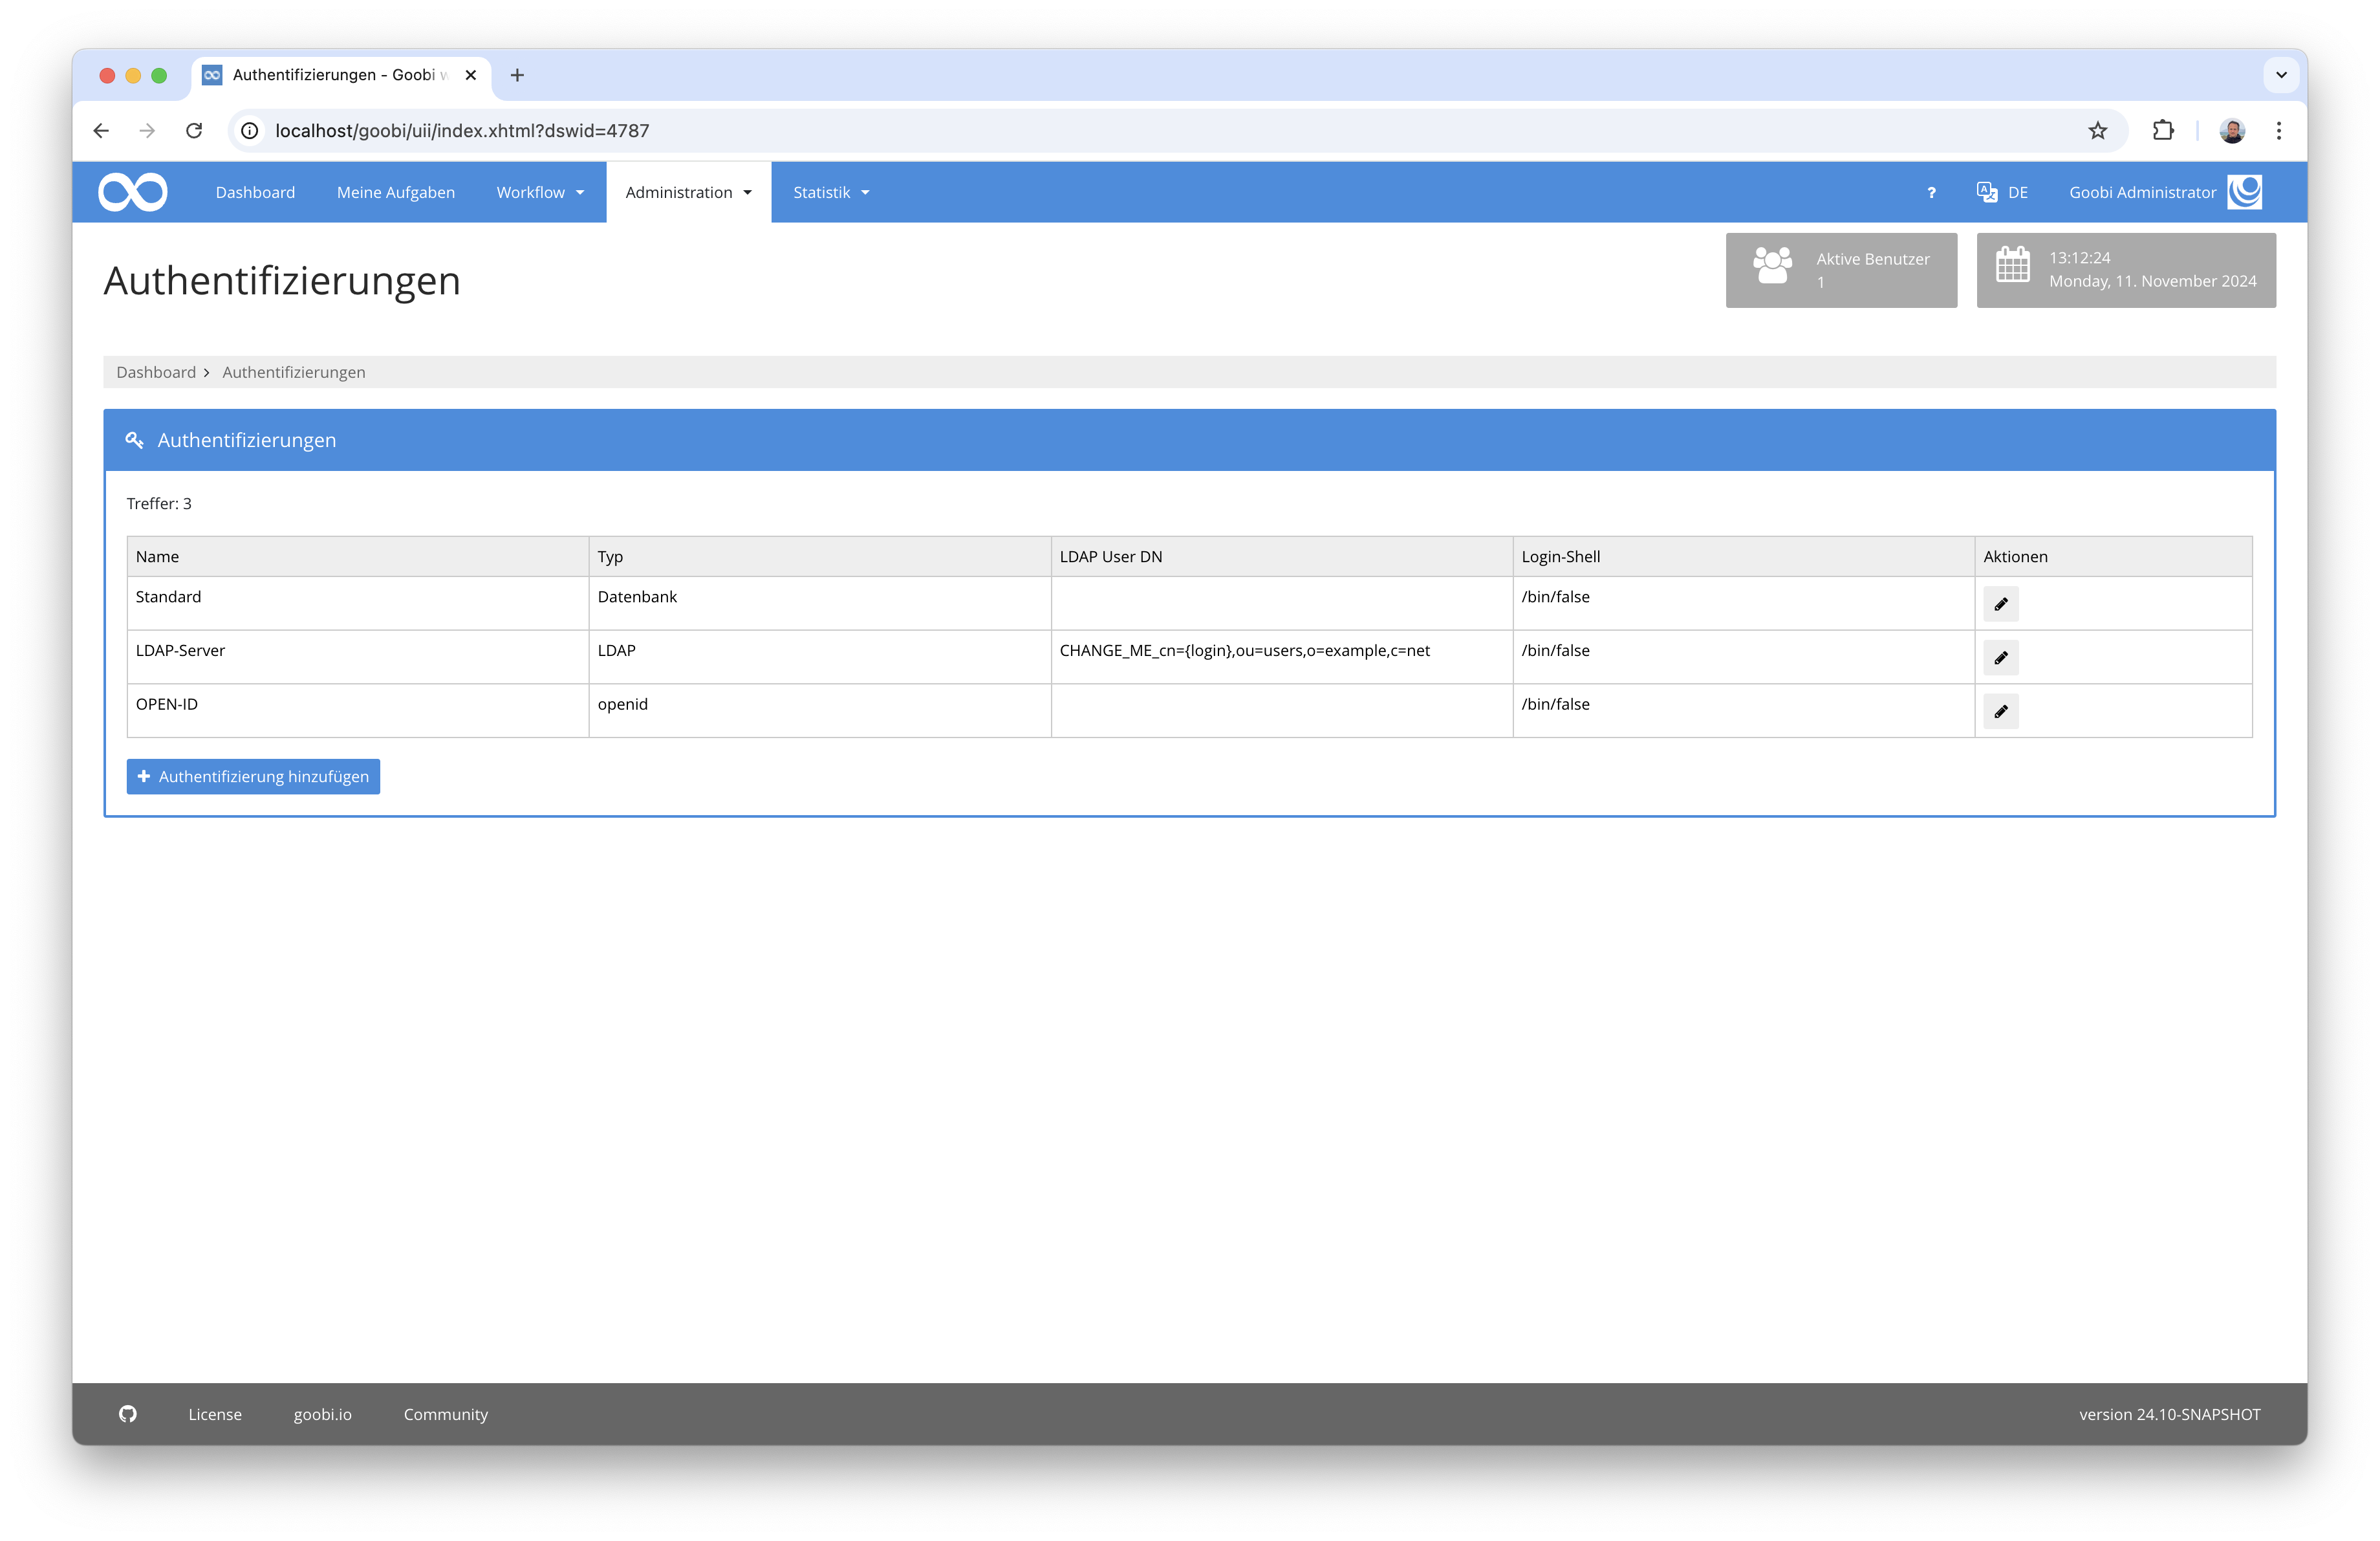 Authentifizierungen - Goobi w
localhost/goobi/uii/index.xhtml?dswid=4787
Dashboard Meine Aufgaben Workflow Administration Statistik ? DE Goobi Administrator
Authentifizierungen
Aktive Benutzer
1
13:12:24
Monday, 11. November 2024
Dashboard > Authentifizierungen
Authentifizierungen
Treffer: 3
Name Typ LDAP User DN Login-Shell Aktionen
Standard Datenbank /bin/false
LDAP-Server LDAP CHANGE_ME_cn={login},ou=users,o=example,c=net /bin/false
OPEN-ID openid /bin/false
Authentifizierung hinzufügen
License goobi.io Community version 24.10-SNAPSHOT